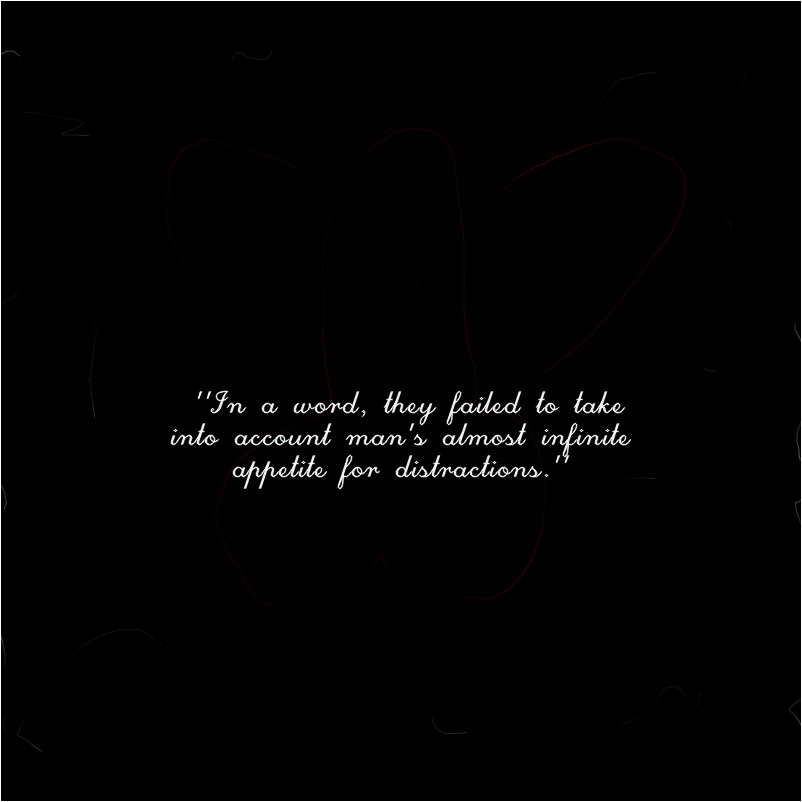 "In a word, they failed to take
into account man's almost infinite
appetite for distractions."